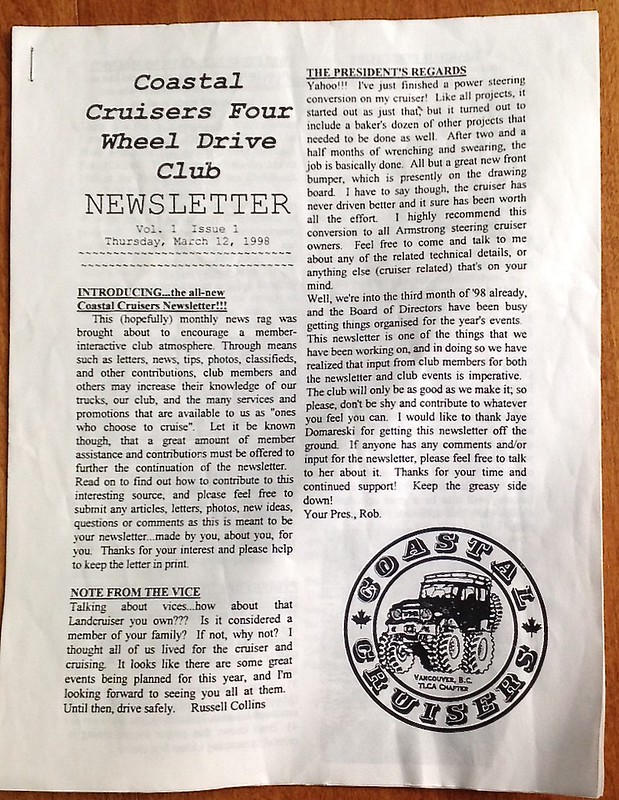 Coastal
Cruisers Four
Wheel Drive
Club
NEWSLETTER
Vol. 1 Issue 1
Thursday, March 12, 1998
~~~~~~~~~~~~~~~~~~~~~~~~~~~
~~~~~~~~~~~~~~~~~~~~~~~~~~~
INTRODUCING...the all-new
Coastal Cruisers Newsletter!!!
This (hopefully) monthly news rag was
brought about to encourage a member-
interactive club atmosphere. Through means
such as letters, news, tips, photos, classifieds,
and other contributions, club members and
others may increase their knowledge of our
trucks, our club, and the many services and
promotions that are available to us as "ones
who choose to cruise". Let it be known
though, that a great amount of member
assistance and contributions must be offered to
further the continuation of the newsletter.
Read on to find out how to contribute to this
interesting source, and please feel free to
submit any articles, letters, photos, new ideas,
questions or comments as this is meant to be
your newsletter...made by you, about you, for
you. Thanks for your interest and please help
to keep the letter in print.
NOTE FROM THE VICE
Talking about vices...how about that
Landcruiser you own??? Is it considered a
member of your family? If not, why not? I
thought all of us lived for the cruiser and
cruising. It looks like there are some great
events being planned for this year, and I'm
looking forward to seeing you all at them.
Until then, drive safely. Russell Collins
THE PRESIDENT'S REGARDS
Yahoo!!! I've just finished a power steering
conversion on my cruiser! Like all projects, it
started out as just that, but it turned out to
include a baker's dozen of other projects that
needed to be done as well. After two and a
half months of wrenching and swearing, the
job is basically done. All but a great new front
bumper, which is presently on the drawing
board. I have to say though, the cruiser has
never driven better and it sure has been worth
all the effort. I highly recommend this
conversion to all Armstrong steering cruiser
owners. Feel free to come and talk to me
about any of the related technical details, or
anything else (cruiser related) that's on your
mind.
Well, we're into the third month of '98 already,
and the Board of Directors have been busy
getting things organised for the year's events.
This newsletter is one of the things that we
have been working on, and in doing so we have
realized that input from club members for both
the newsletter and club events is imperative.
The club will only be as good as we make it; so
please, don't be shy and contribute to whatever
you feel you can. I would like to thank Jaye
Domareski for getting this newsletter off the
ground. If anyone has any comments and/or
input for the newsletter, please feel free to talk
to her about it. Thanks for your time and
continued support! Keep the greasy side
down!
Your Pres., Rob.
COASTAL
VANCOUVER, B.C.
TLCA CHAPTER
CRUISERS